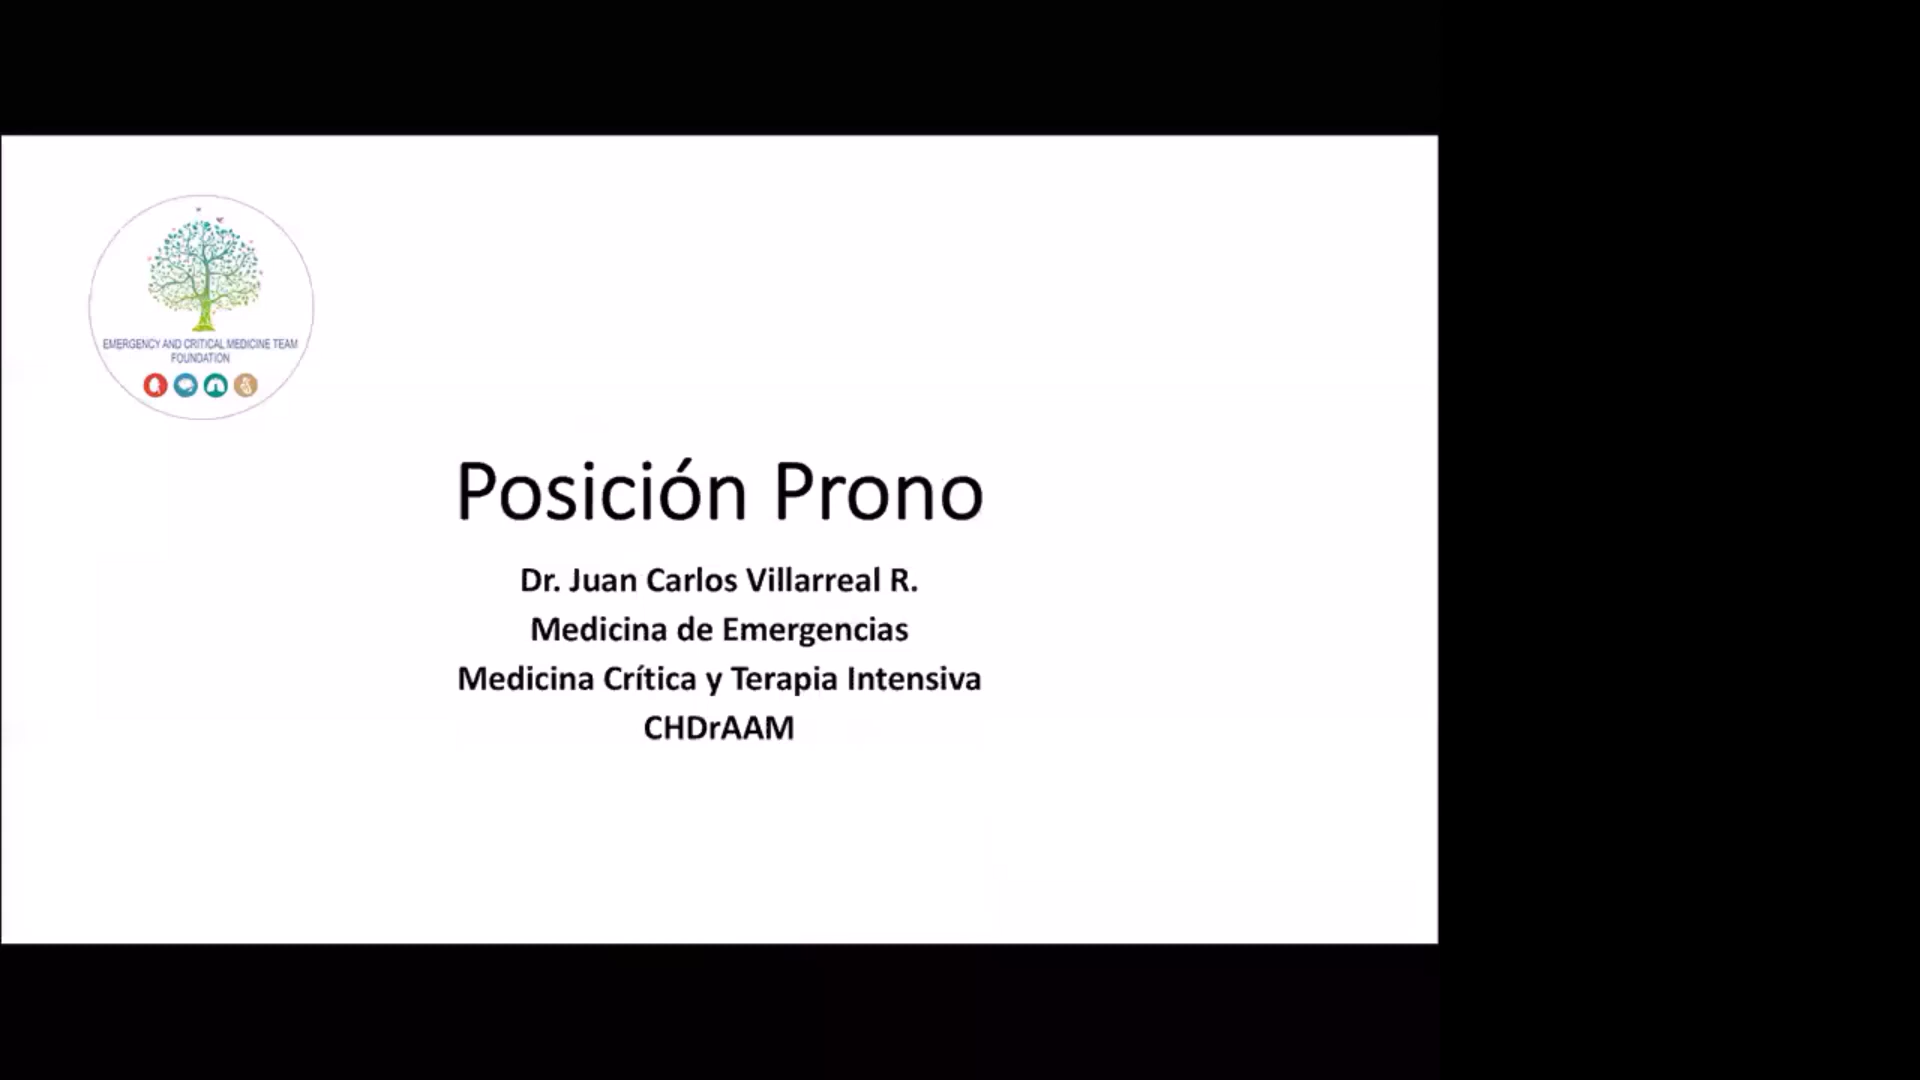 EMERGENCY AND CRITICAL MEDICINE TEAM
FOUNDATION
Posición Prono
Dr. Juan Carlos Villarreal R.
Medicina de Emergencias
Medicina Crítica y Terapia Intensiva
CHDrAAM